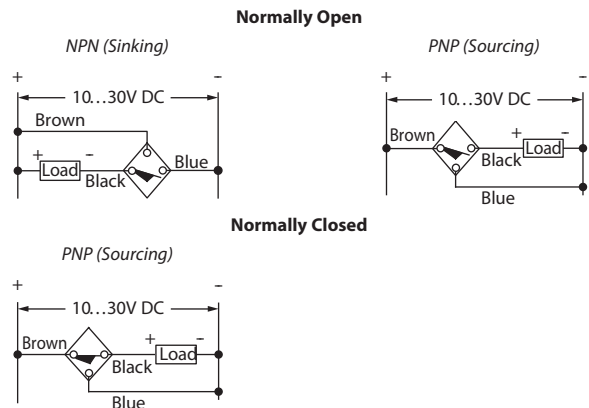 Normally Open
NPN (Sinking)
+ -
10...30V DC
Brown
+ -
Load
Black
Blue
PNP (Sourcing)
+ -
10...30V DC
Brown
+ -
Load
Black
Blue
Normally Closed
PNP (Sourcing)
+ -
10...30V DC
Brown
+ -
Load
Black
Blue